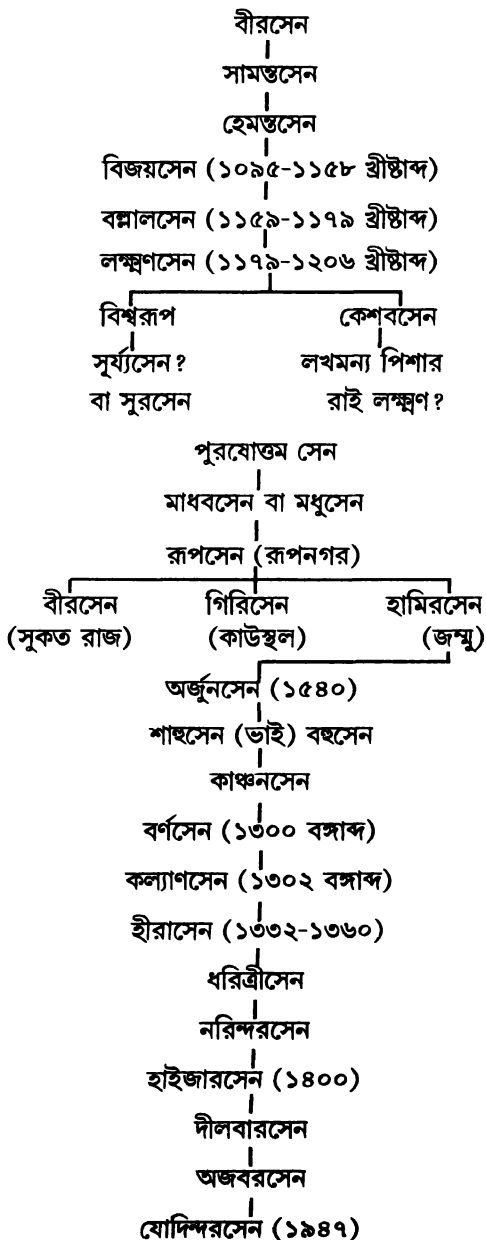 বীরসেন
সামন্তসেন
হেমন্তসেন
বিজয়সেন (১০৯৫-১১৫৮ খ্রীষ্টাব্দ)
বল্লালসেন (১১৫৯-১১৭৯ খ্রীষ্টাব্দ)
লক্ষ্মণসেন (১১৭৯-১২০৬ খ্রীষ্টাব্দ)
বিশ্বরূপ কেশবসেন
সূর্য্যসেন? লখমন্য পিশার
বা সুরসেন রাই লক্ষ্মণ?
পুরষোত্তম সেন
মাধবসেন বা মধুসেন
রূপসেন (রূপনগর)
বীরসেন গিরিসেন হামিরসেন
(সুকত রাজ) (কাউস্থল) (জম্মু)
অর্জুনসেন (১৫৪০)
শাহুসেন (ভাই) বহুসেন
কাঞ্চনসেন
বর্ণসেন (১৩০০ বঙ্গাব্দ)
কল্যাণসেন (১৩০২ বঙ্গাব্দ)
হীরাসেন (১৩৩২-১৩৬০)
ধরিত্রীসেন
নরিন্দরসেন
হাইজারসেন (১৪০০)
দীলবারসেন
অজবরসেন
যোদিন্দরসেন (১৯৪৭)